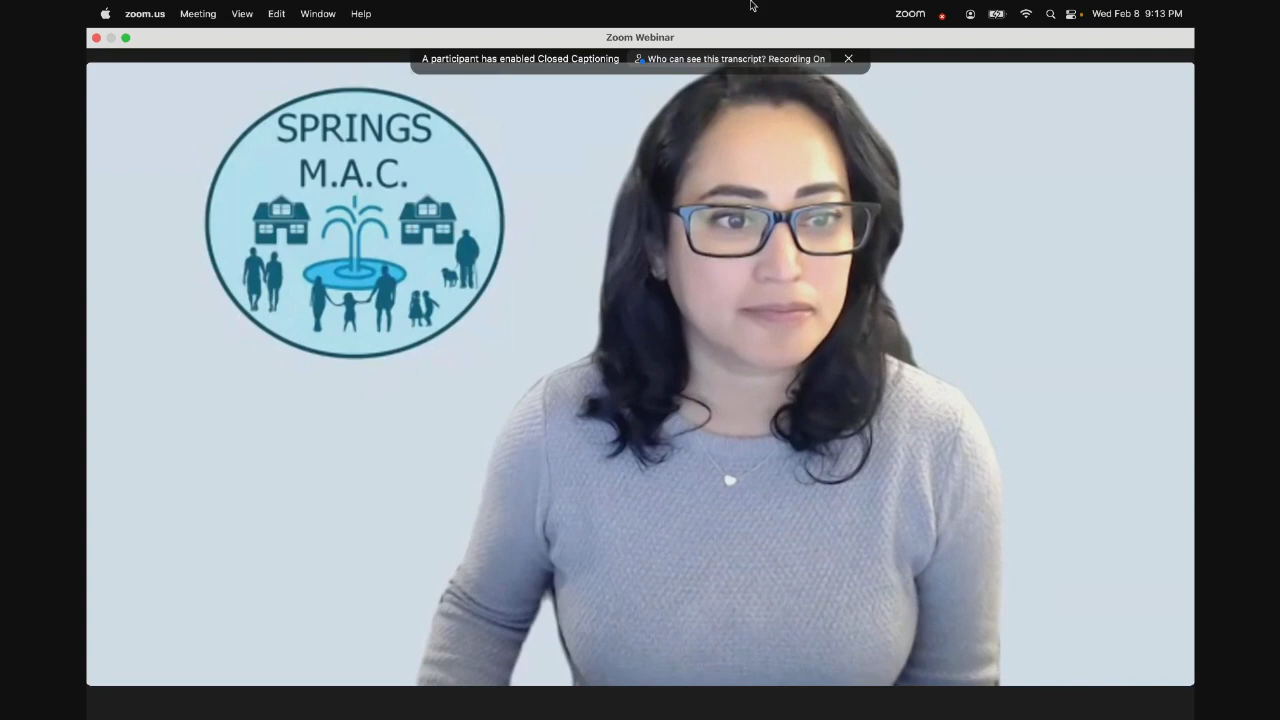 zoom.us Meeting View Edit Window Help zoom Wed Feb 8 9:13 PM
Zoom Webinar
A participant has enabled Closed Captioning Who can see this transcript? Recording On
SPRINGS
M.A.C.